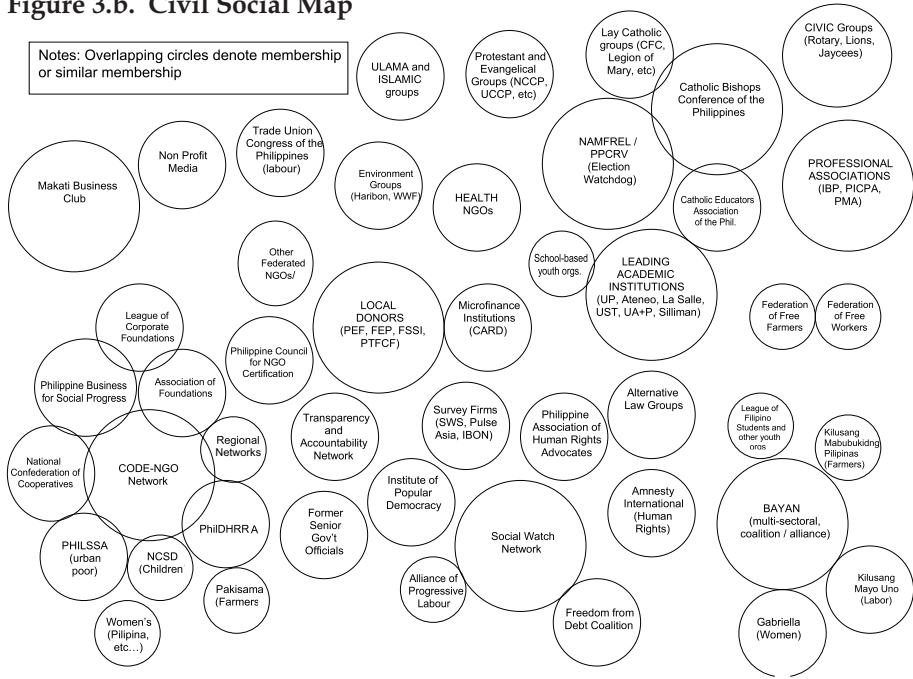 Figure 3.b.  Civil Social Map
Notes: Overlapping circles denote membership
or similar membership
ULAMA and
ISLAMIC
groups
Protestant and
Evangelical
Groups (NCCP,
UCCP, etc)
Lay Catholic
groups (CFC,
Legion of
Mary, etc)
Catholic Bishops
Conference of the
Philippines
CIVIC Groups
(Rotary, Lions,
Jaycees)
Makati Business
Club
Non Profit
Media
Trade Union
Congress of the
Philippines
(labour)
Environment
Groups
(Haribon, WWF)
HEALTH
NGOs
NAMFREL /
PPCRV
(Election
Watchdog)
Catholic Educators
Association
of the Phil.
PROFESSIONAL
ASSOCIATIONS
(IBP, PICPA,
PMA)
Other
Federated
NGOs/
School-based
youth orgs.
LEADING
ACADEMIC
INSTITUTIONS
(UP, Ateneo, La Salle,
UST, UA+P, Silliman)
LOCAL
DONORS
(PEF, FEP, FSSI,
PTFCF)
Microfinance
Institutions
(CARD)
Federation
of Free
Farmers
Federation
of Free
Workers
League of
Corporate
Foundations
Philippine Council
for NGO
Certification
Philippine Business
for Social Progress
Association of
Foundations
Transparency
and
Accountability
Network
Survey Firms
(SWS, Pulse
Asia, IBON)
Philippine
Association of
Human Rights
Advocates
Alternative
Law Groups
League of
Filipino
Students and
other youth
orgs
Kilusang
Mabubukidng
Pilipinas
(Farmers)
Regional
Networks
National
Confederation of
Cooperatives
CODE-NGO
Network
Institute of
Popular
Democracy
Amnesty
International
(Human
Rights)
BAYAN
(multi-sectoral,
coalition / alliance)
PhilDHRRA
Former
Senior
Gov't
Officials
Social Watch
Network
PHILSSA
(urban
poor)
NCSD
(Children
Pakisama
(Farmers
Alliance of
Progressive
Labour
Freedom from
Debt Coalition
Kilusang
Mayo Uno
(Labor)
Women's
(Pilipina,
etc…)
Gabriella
(Women)